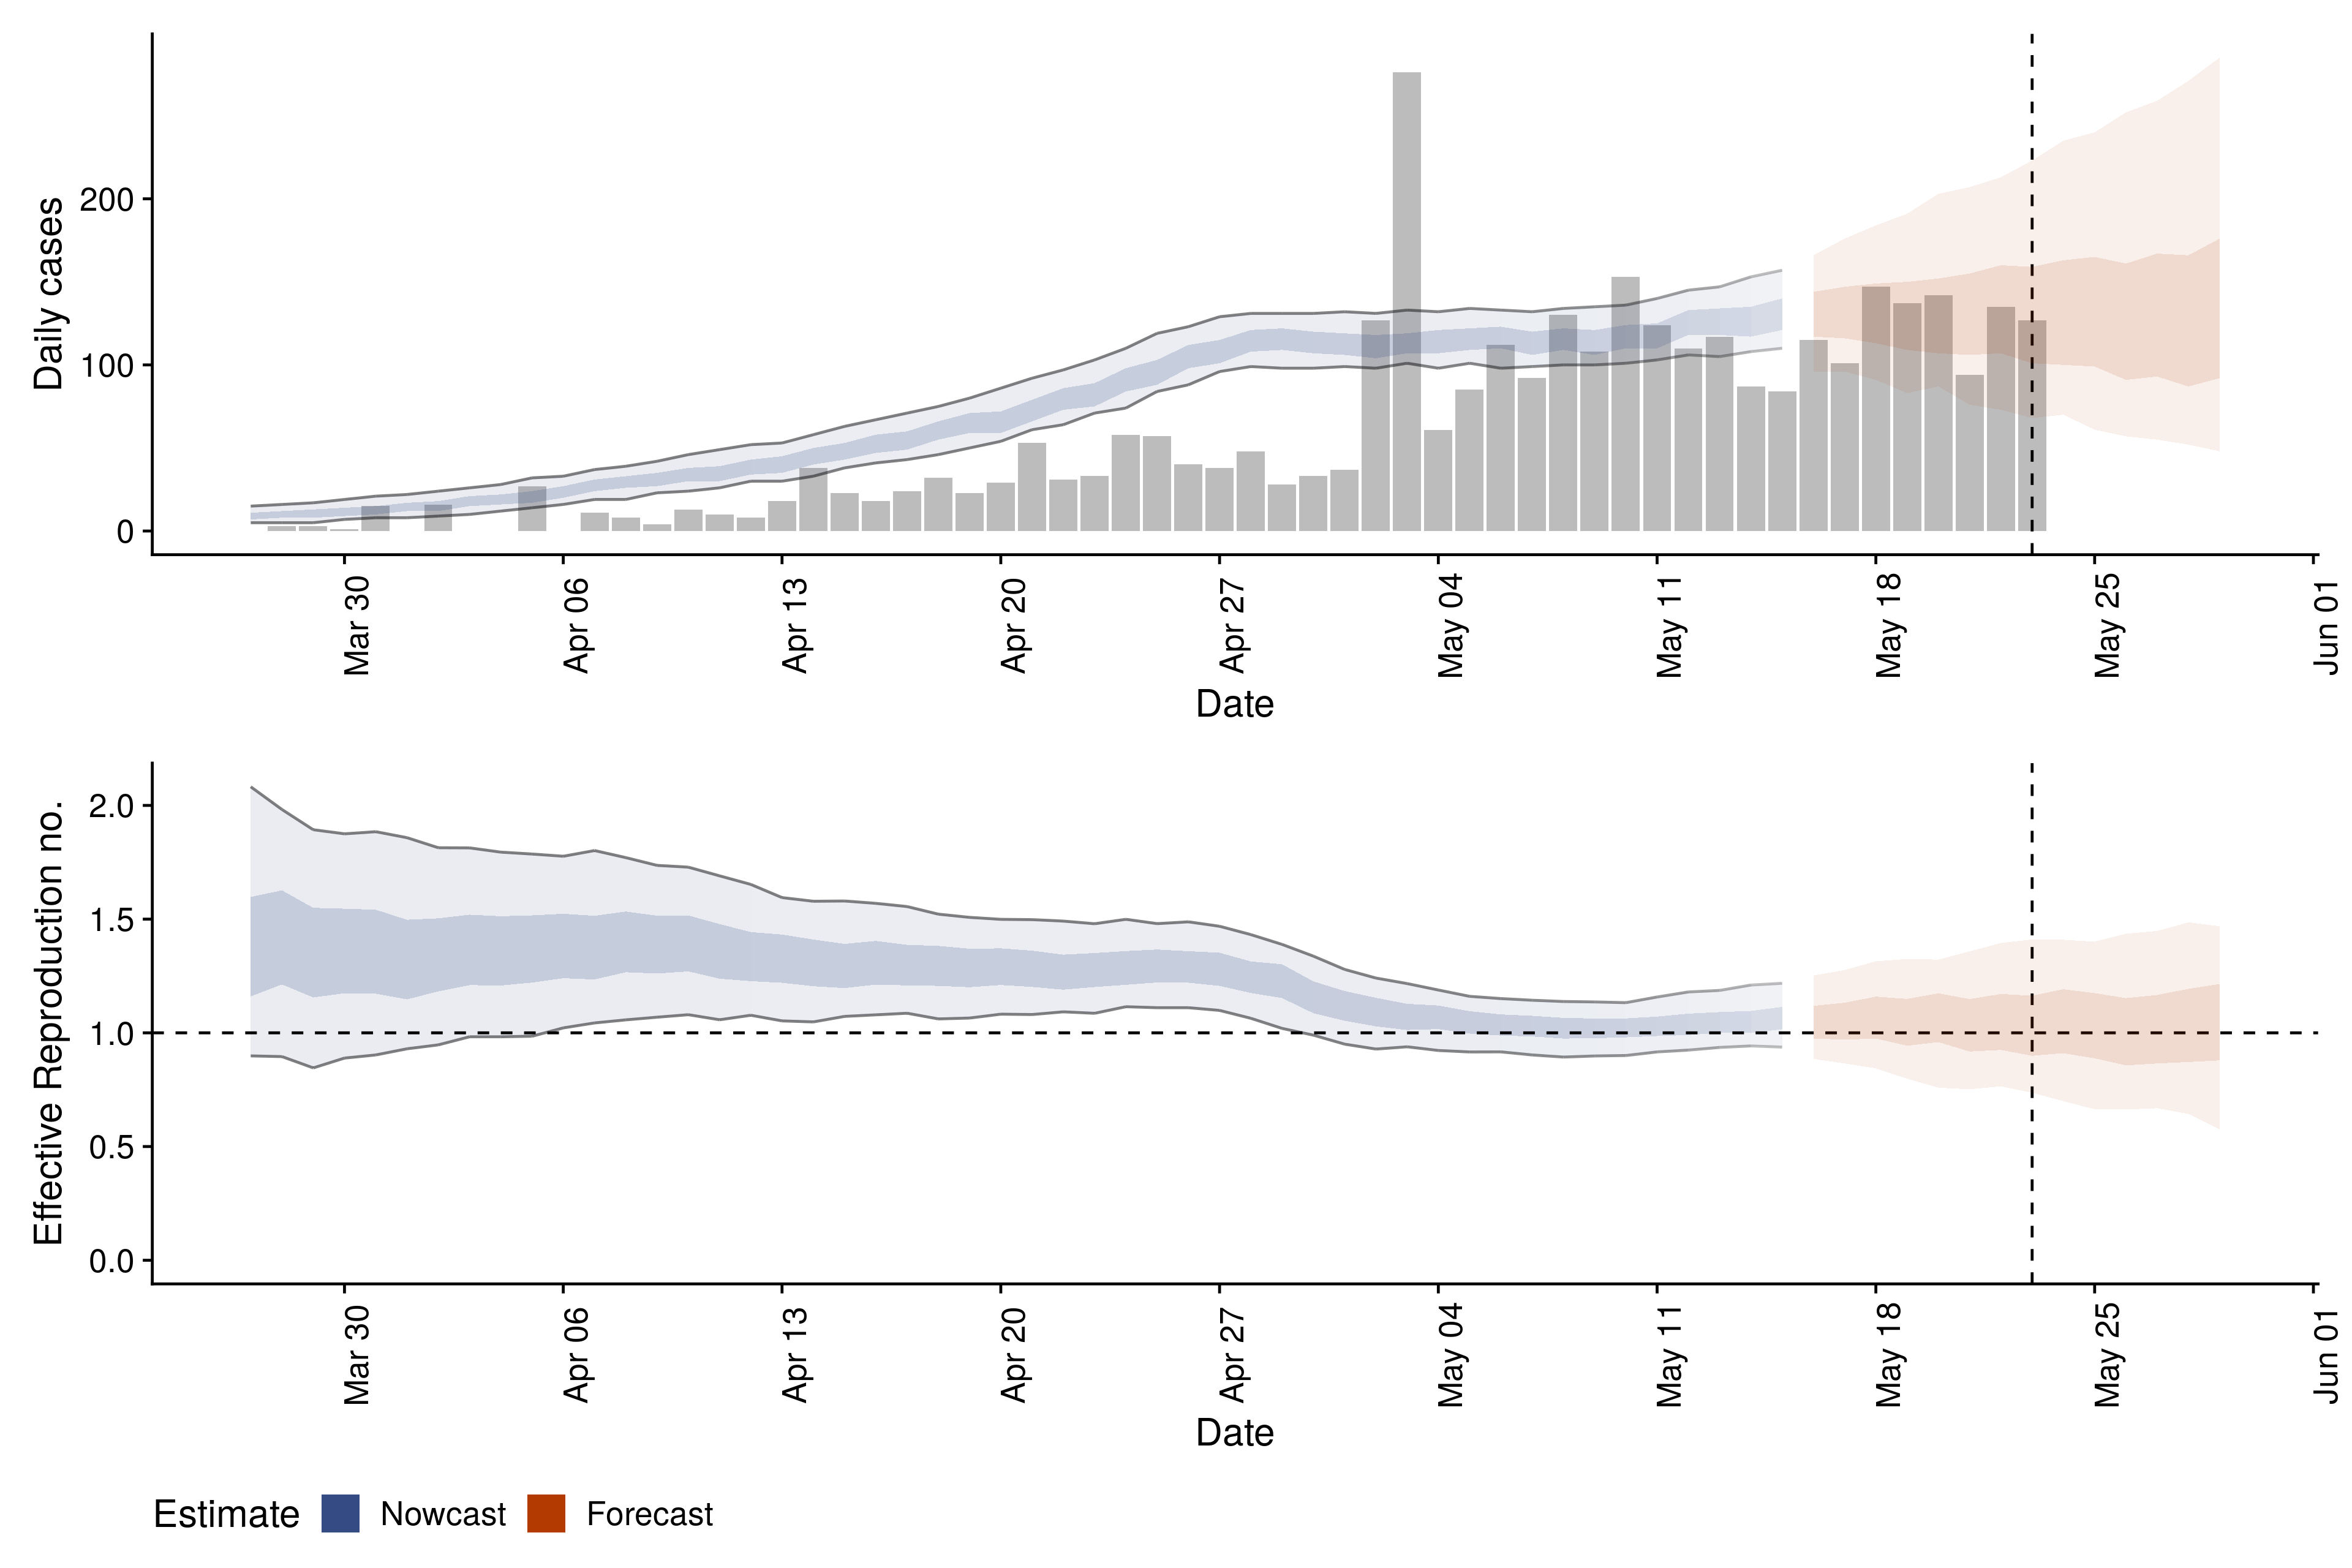 Daily cases
200
100
0
Mar 30
Apr 06
Apr 13
Apr 20
Apr 27
May 04
May 11
May 18
May 25
Jun 01
Date
Effective Reproduction no.
2.0
1.5
1.0
0.5
0.0
Mar 30
Apr 06
Apr 13
Apr 20
Apr 27
May 04
May 11
May 18
May 25
Jun 01
Date
Estimate Nowcast Forecast